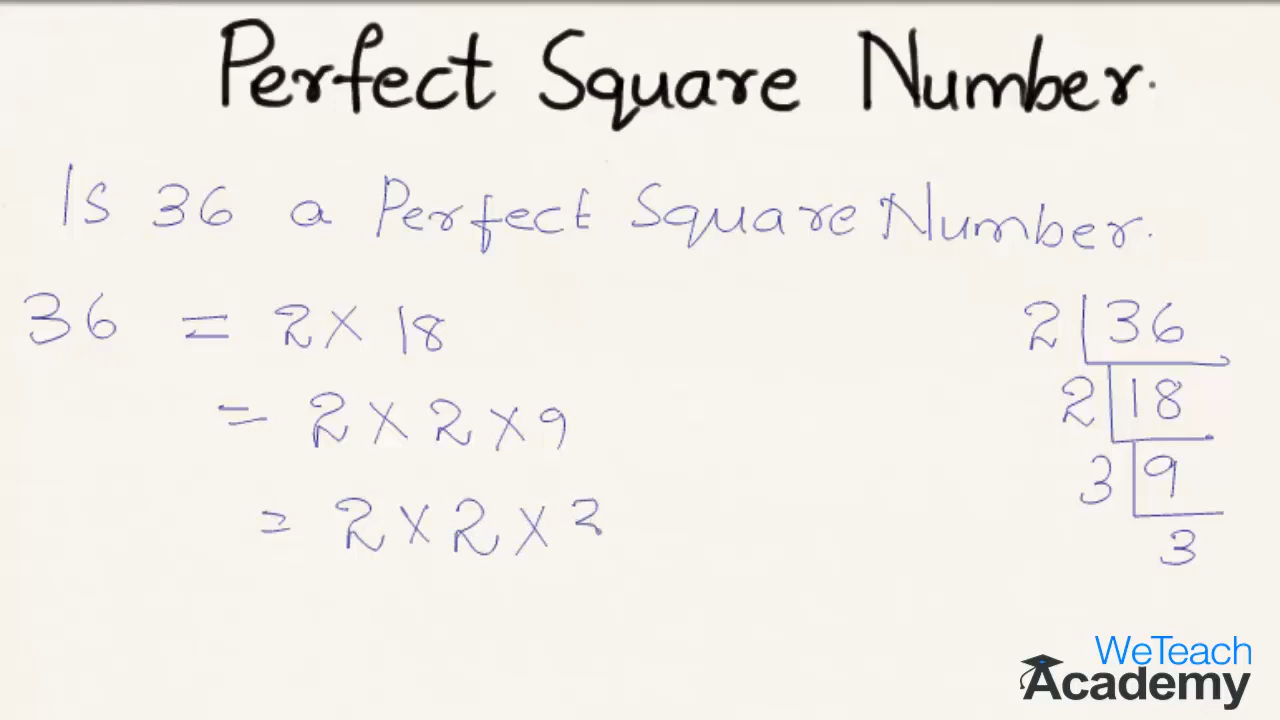 Perfect Square Number.
Is 36 a Perfect Square Number.
36 = 2 × 18
= 2 × 2 × 9
= 2 × 2 × 3
2 36
2 18
3 9
3
WeTeach
Academy